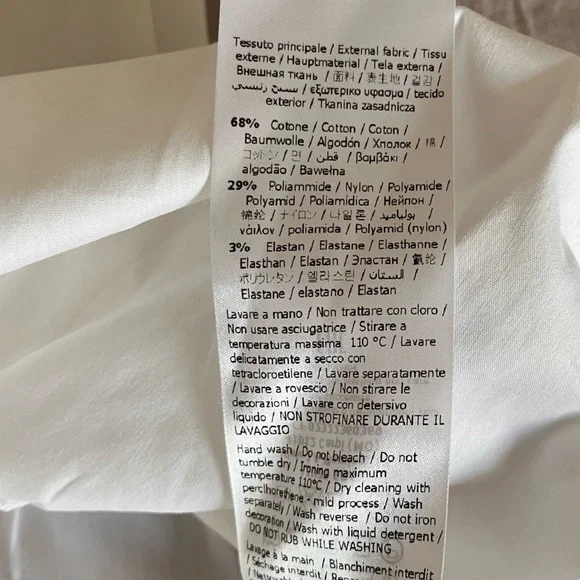 Tessuto principale / External fabric / Tissu
externe / Hauptmaterial / Tela externa /
Внешная ткань / 面料 / 表生地 / 겉감 /
سيج رئيسي / εξωτερικο υφασμα / tecido
exterior / Tkanina zasadnicza
68% Cotone / Cotton / Coton /
Baumwolle / Algodón / Хлопок / 棉 /
コットン / 면 / قطن / βαμβάκι /
algodão / Bawełna
29% Poliammide / Nylon / Polyamide /
Polyamid / Poliamidica / Нейлон /
锦纶 / ナイロン / 나일론 / بولياميد /
νάιλον / poliamida / Polyamid (nylon)
3% Elastan / Elastane / Elasthanne /
Elasthan / Elastan / Эластан / 氨纶 /
ポリウレタン / 엘라스틴 / الستان /
Elastane / elastano / Elastan
Lavare a mano / Non trattare con cloro /
Non usare asciugatrice / Stirare a
temperatura massima 110 °C / Lavare
delicatamente a secco con
tetracloroetilene / Lavare separatamente
/ Lavare a rovescio / Non stirare le
decorazioni / Lavare con detersivo
liquido / NON STROFINARE DURANTE IL
LAVAGGIO
Hand wash / Do not bleach / Do not
tumble dry / Ironing maximum
temperature 110°C / Dry cleaning with
perclhorethene - mild process / Wash
separately / Wash reverse / Do not iron
decoration / Wash with liquid detergent /
DO NOT RUB WHILE WASHING
Lavage à la main / Blanchiment interdit
/ Séchage interdit /